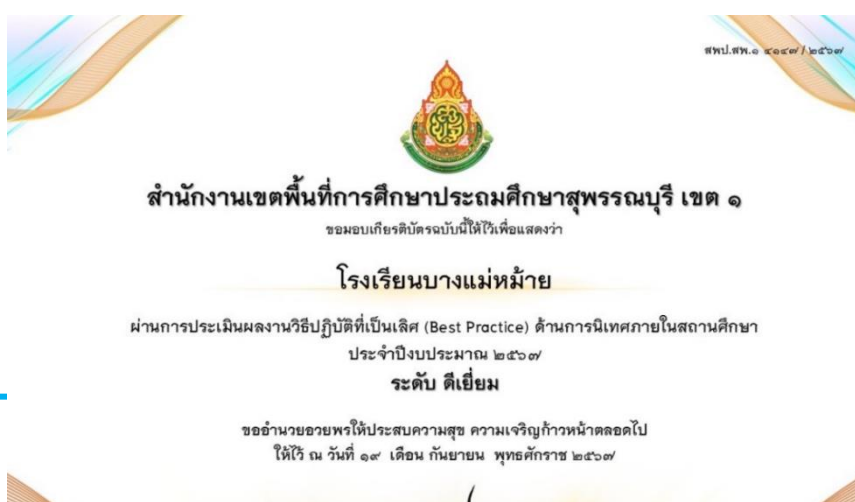 สพป.สพ.๑ ๔๑๔๗/๒๕๖๗
สำนักงานเขตพื้นที่การศึกษาประถมศึกษาสุพรรณบุรี เขต ๑
ขอมอบเกียรติบัตรฉบับนี้ให้ไว้เพื่อแสดงว่า
โรงเรียนบางแม่หม้าย
ผ่านการประเมินผลงานวิธีปฏิบัติที่เป็นเลิศ (Best Practice) ด้านการนิเทศภายในสถานศึกษา
ประจำปีงบประมาณ ๒๕๖๗
ระดับ ดีเยี่ยม
ขออำนวยอวยพรให้ประสบความสุข ความเจริญก้าวหน้าตลอดไป
ให้ไว้ ณ วันที่ ๑๙ เดือน กันยายน พุทธศักราช ๒๕๖๗